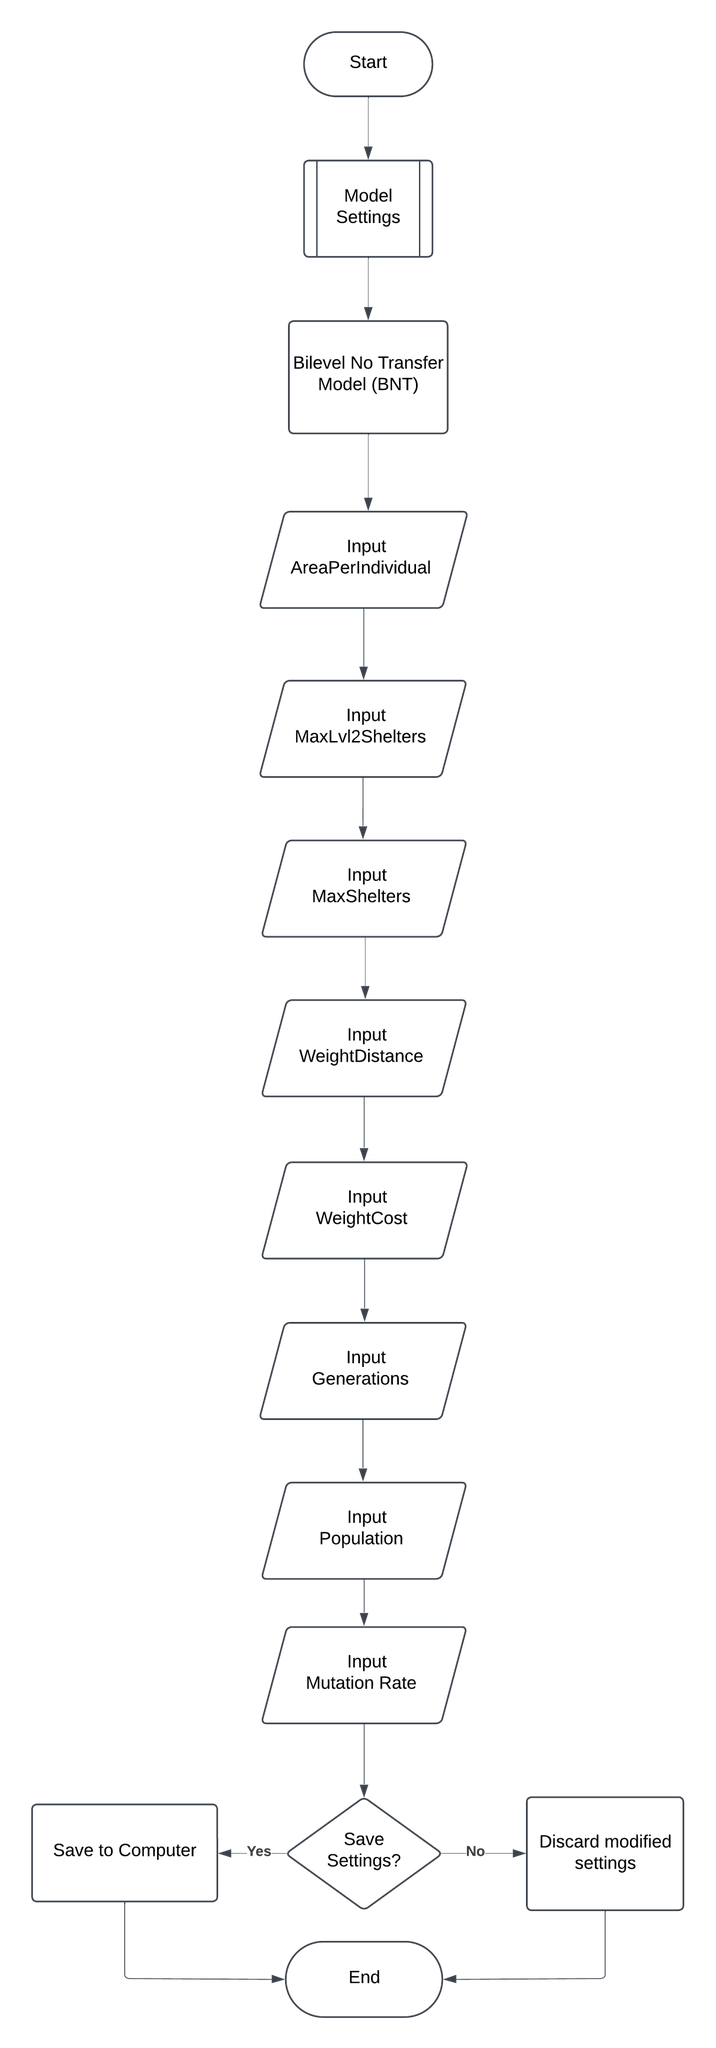 Start
Model
Settings
Bilevel No Transfer
Model (BNT)
Input
AreaPerIndividual
Input
MaxLvl2Shelters
Input
MaxShelters
Input
WeightDistance
Input
WeightCost
Input
Generations
Input
Population
Input
Mutation Rate
Save
Settings?
Yes
No
Save to Computer
Discard modified
settings
End